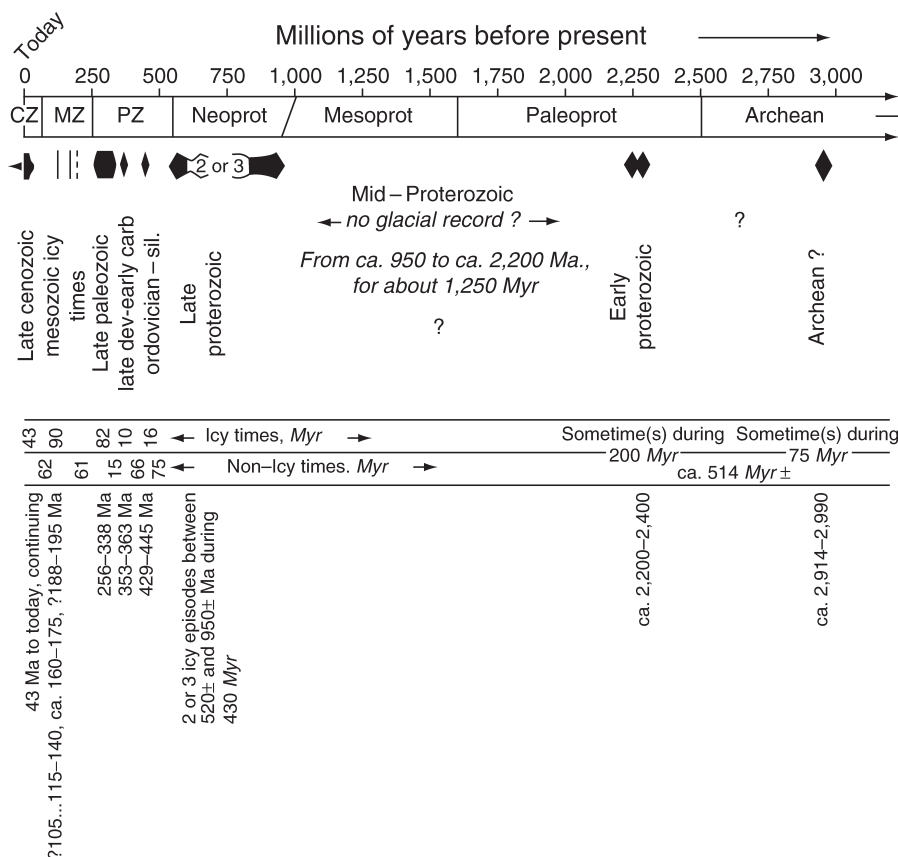 Today
Millions of years before present
0 250 500 750 1,000 1,250 1,500 1,750 2,000 2,250 2,500 2,750 3,000
CZ MZ PZ Neoprot Mesoprot Paleoprot Archean
2 or 3
Mid – Proterozoic
no glacial record ?
From ca. 950 to ca. 2,200 Ma.,
for about 1,250 Myr
?
?
Late cenozoic
mesozoic icy
times
Late paleozoic
late dev-early carb
ordovician – sil.
Late
proterozoic
Early
proterozoic
Archean ?
43 90 82 10 16 Icy times, Myr
Sometime(s) during
200 Myr
Sometime(s) during
75 Myr
62 61 15 66 75 Non–Icy times. Myr
ca. 514 Myr ±
43 Ma to today, continuing
?105...115–140, ca. 160–175, ?188–195 Ma
256–338 Ma
353–363 Ma
429–445 Ma
2 or 3 icy episodes between
520± and 950± Ma during
430 Myr
ca. 2,200–2,400
ca. 2,914–2,990